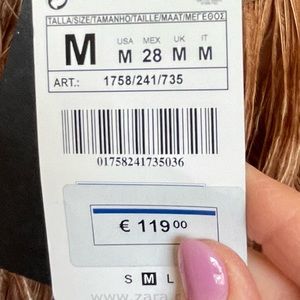 TALLA/SIZE/TAMANHO/TAILLE/MAAT/ΜΕΓΕΘΟΣ
M
USA MEX UK IT
M 28 M M
ART.: 1758/241/735
01758241735036
€ 119 00
S M L
www.zara.